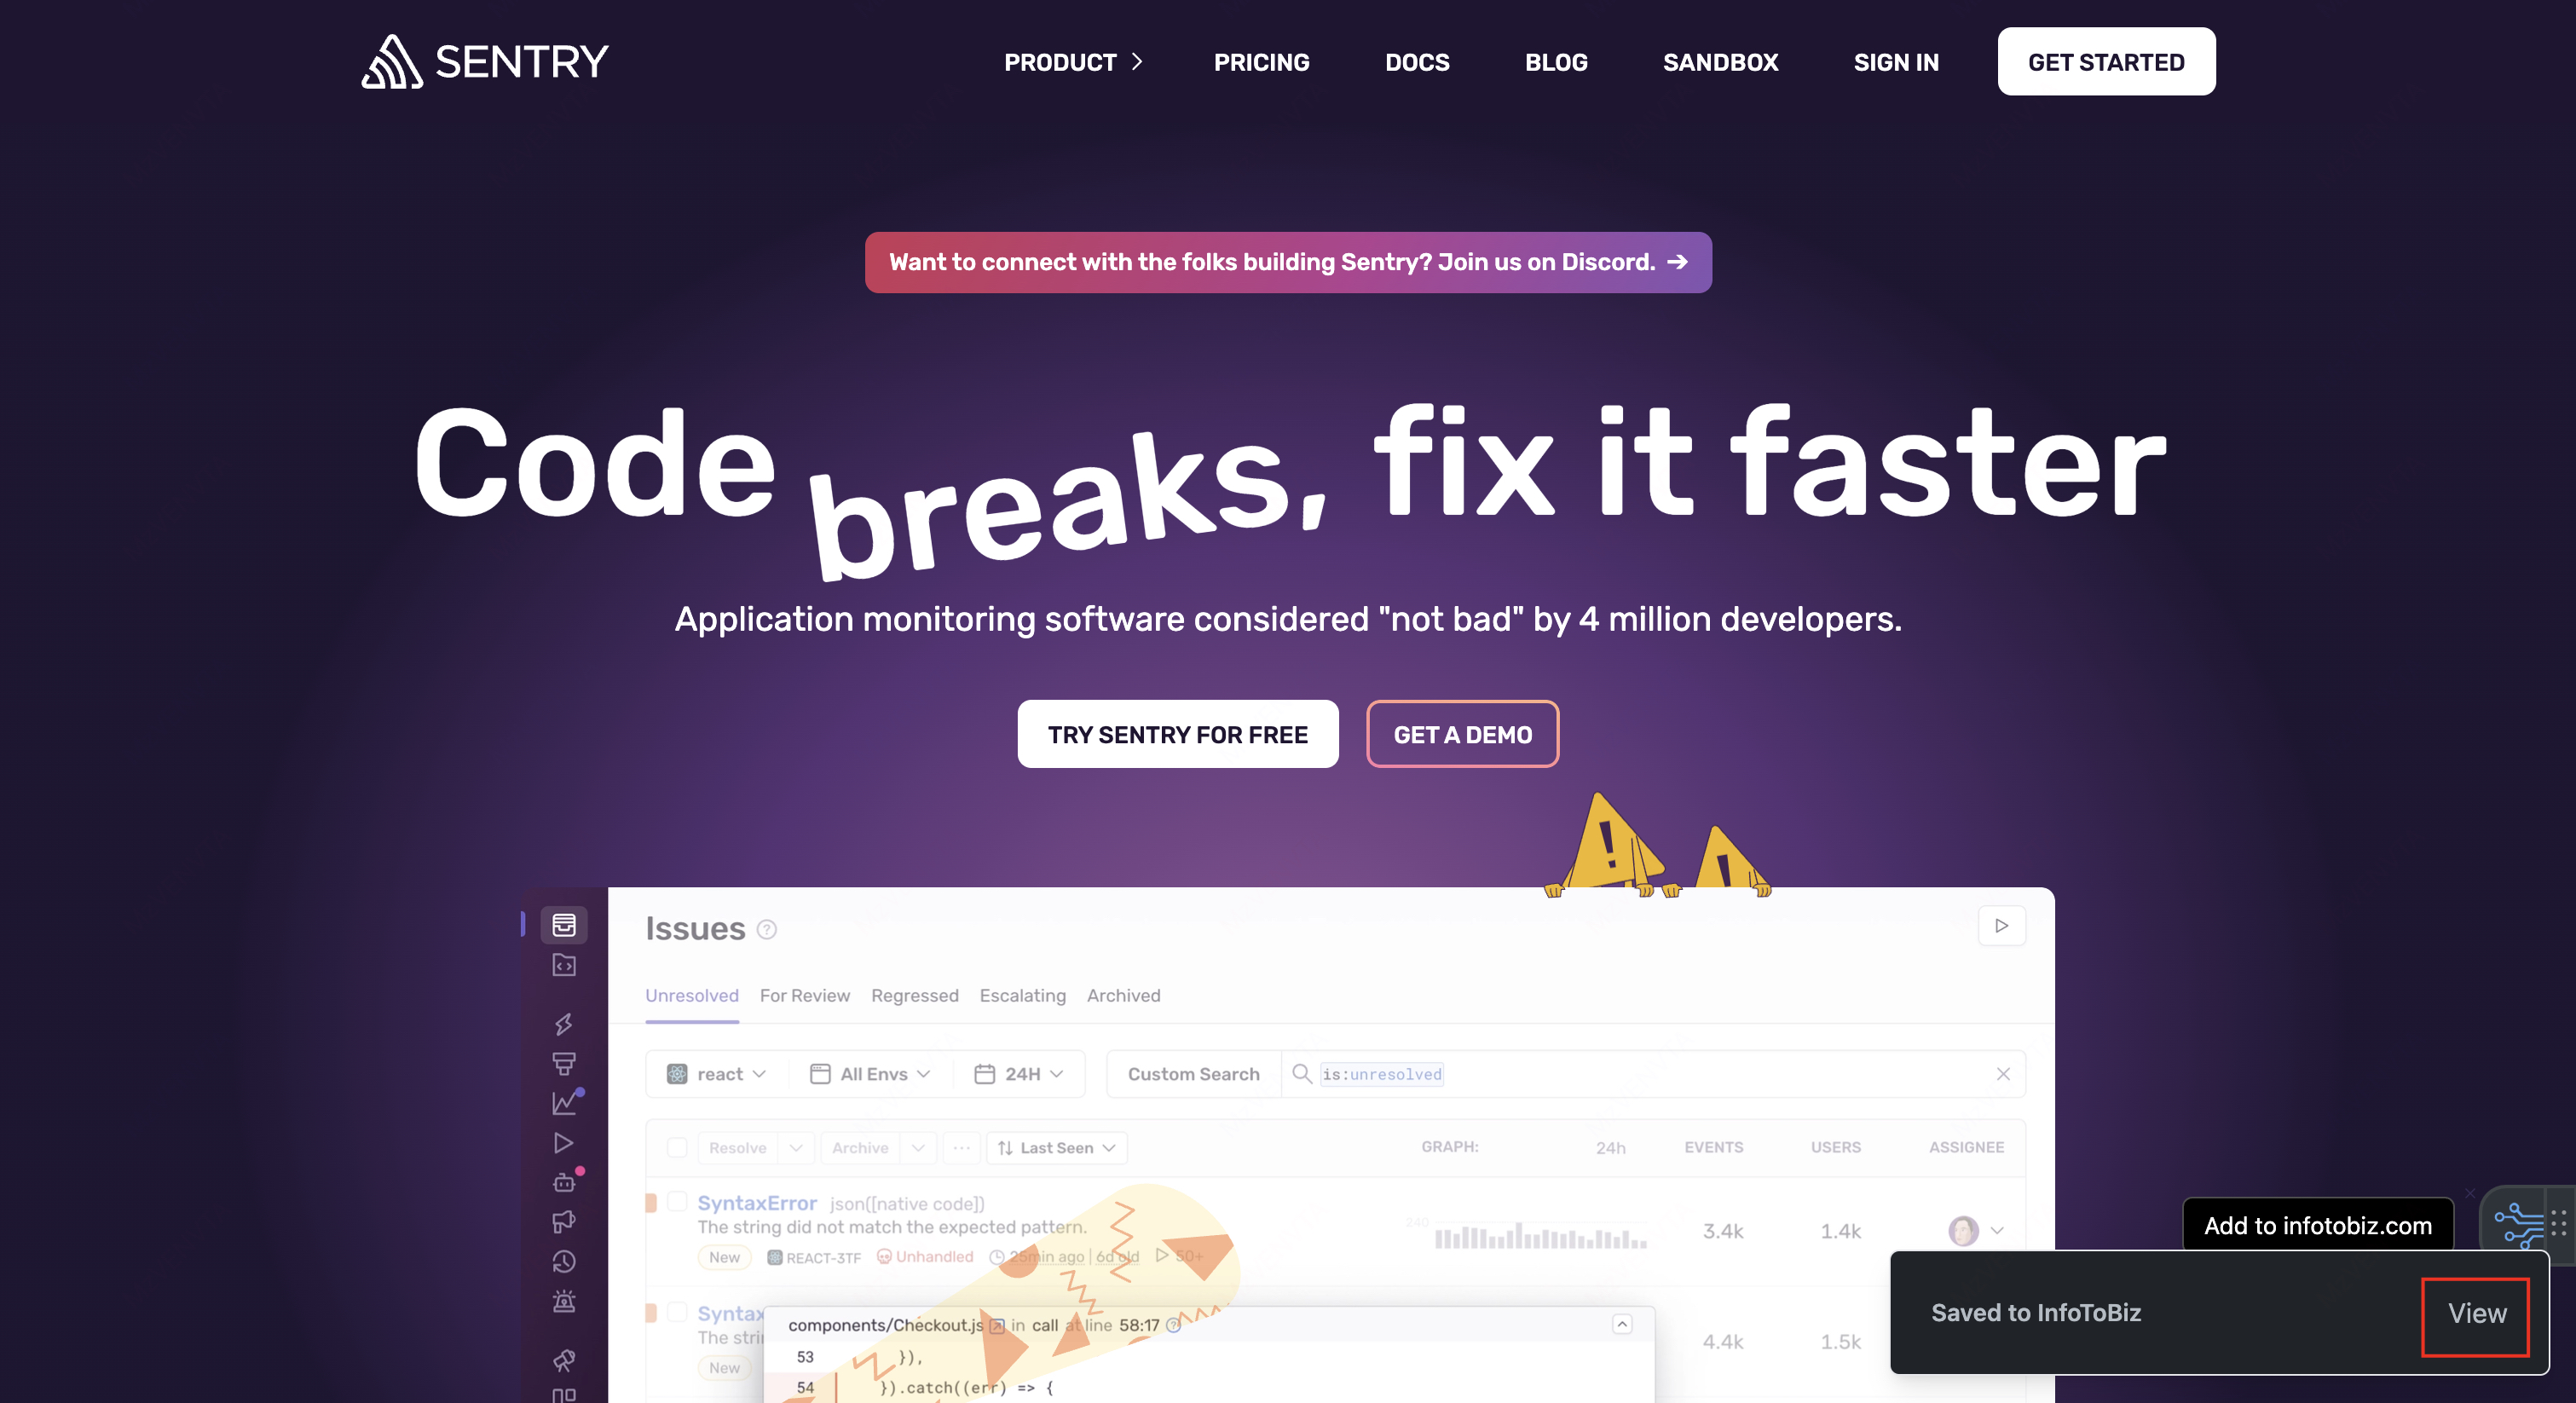 SENTRY
PRODUCT PRICING DOCS BLOG SANDBOX SIGN IN GET STARTED
Want to connect with the folks building Sentry? Join us on Discord. →
Code breaks, fix it faster
Application monitoring software considered "not bad" by 4 million developers.
TRY SENTRY FOR FREE GET A DEMO
Issues
Unresolved For Review Regressed Escalating Archived
react All Envs 24H Custom Search is:unresolved
Resolve Archive Last Seen GRAPH: 24h EVENTS USERS ASSIGNEE
SyntaxError json([native code])
The string did not match the expected pattern.
240 3.4k 1.4k
New REACT-3TF Unhandled 25min ago | 6d old 50+
Add to infotobiz.com
Saved to InfoToBiz View
Syntax
The stri
4.4k 1.5k
New
components/Checkout.js in call at line 58:17
53 }),
54 }).catch((err) => {